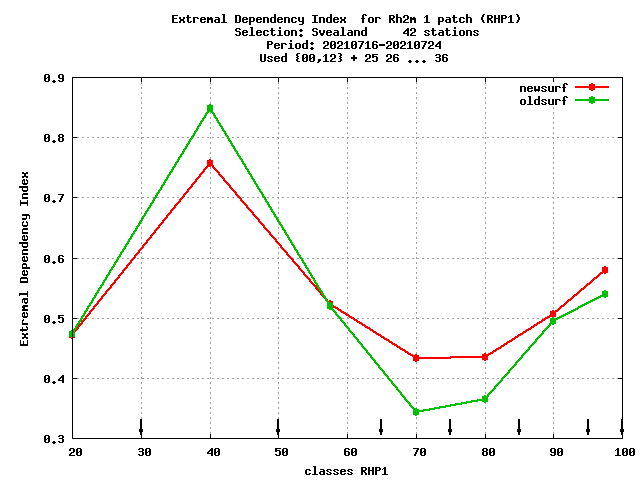 Extremal Dependency Index  for Rh2m 1 patch (RHP1)
Selection: Svealand     42 stations
Period: 20210716-20210724
Used {00,12} + 25 26 ... 36
newsurf
oldsurf
0.9
0.8
0.7
0.6
0.5
0.4
0.3
Extremal Dependency Index
20 30 40 50 60 70 80 90 100
classes RHP1